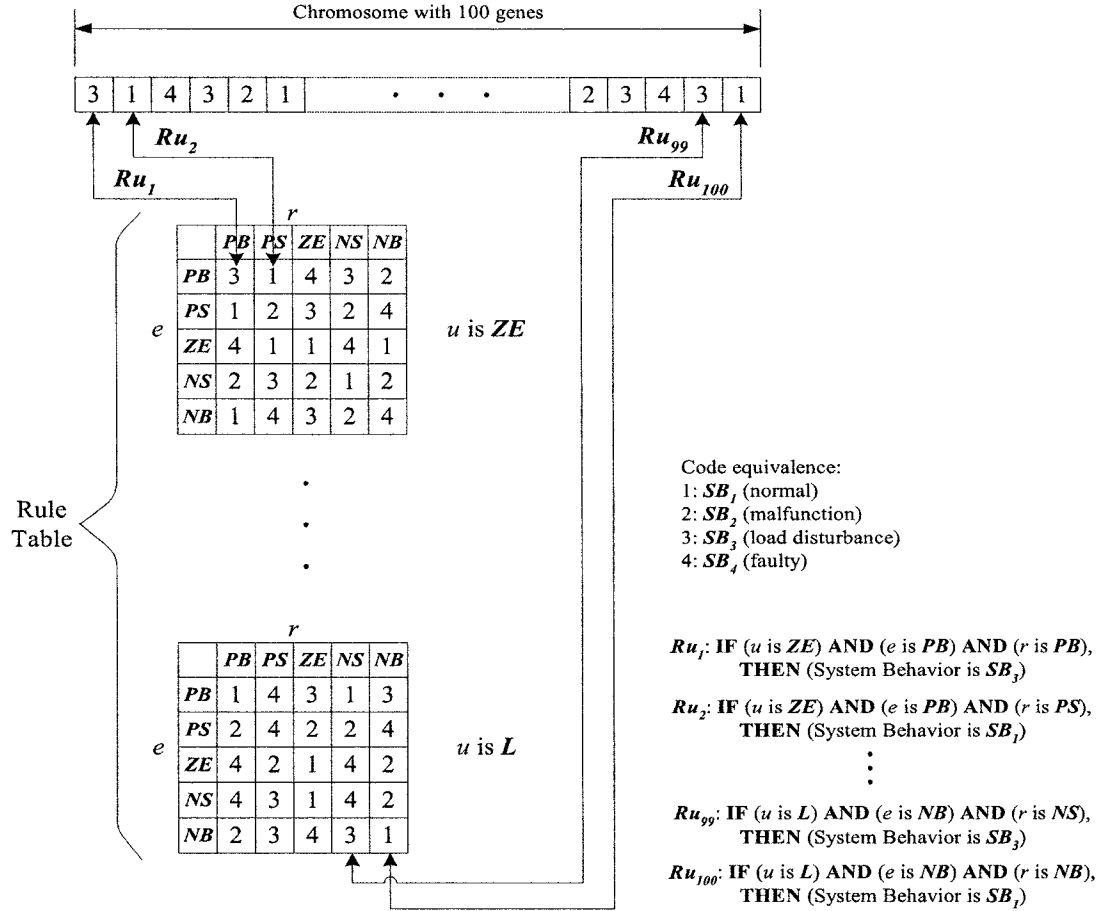 Chromosome with 100 genes
3 1 4 3 2 1 . . . 2 3 4 3 1
Ru2
Ru99
Ru1
Ru100
r
PB PS ZE NS NB
PB 3 1 4 3 2
PS 1 2 3 2 4
ZE 4 1 1 4 1
NS 2 3 2 1 2
NB 1 4 3 2 4
e
u is ZE
Rule
Table
Code equivalence:
1: SB1 (normal)
2: SB2 (malfunction)
3: SB3 (load disturbance)
4: SB4 (faulty)
r
PB PS ZE NS NB
PB 1 4 3 1 3
PS 2 4 2 2 4
ZE 4 2 1 4 2
NS 4 3 1 4 2
NB 2 3 4 3 1
e
u is L
Ru1: IF (u is ZE) AND (e is PB) AND (r is PB),
THEN (System Behavior is SB3)
Ru2: IF (u is ZE) AND (e is PB) AND (r is PS),
THEN (System Behavior is SB1)
Ru99: IF (u is L) AND (e is NB) AND (r is NS),
THEN (System Behavior is SB3)
Ru100: IF (u is L) AND (e is NB) AND (r is NB),
THEN (System Behavior is SB1)